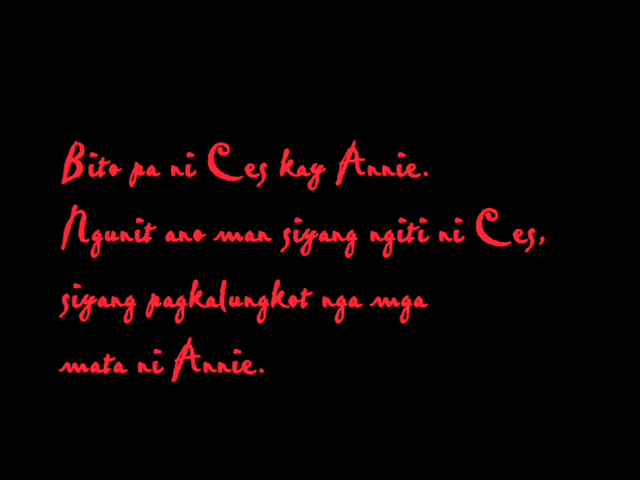 Bito pa ni Ces kay Annie.
Ngunit ano man siyang ngiti ni Ces,
siyang pagkalungkot nga mga
mata ni Annie.